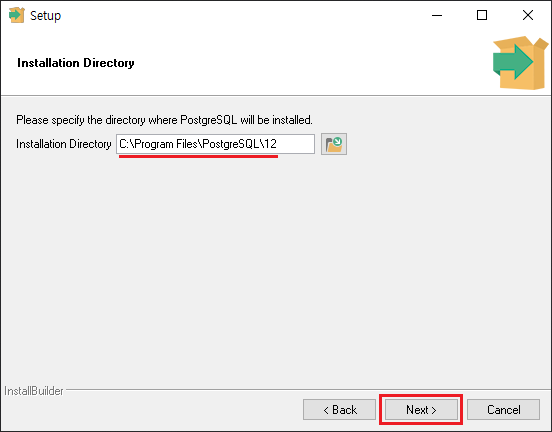 Setup
Installation Directory
Please specify the directory where PostgreSQL will be installed.
Installation Directory C:\Program Files\PostgreSQL\12
InstallBuilder
< Back Next > Cancel